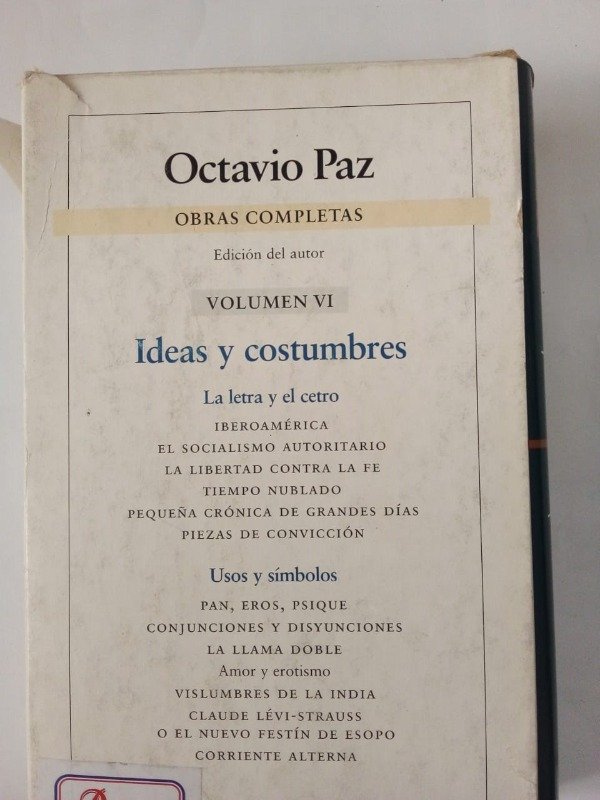 Octavio Paz
OBRAS COMPLETAS
Edición del autor
VOLUMEN VI
Ideas y costumbres
La letra y el cetro
IBEROAMÉRICA
EL SOCIALISMO AUTORITARIO
LA LIBERTAD CONTRA LA FE
TIEMPO NUBLADO
PEQUEÑA CRÓNICA DE GRANDES DÍAS
PIEZAS DE CONVICCIÓN
Usos y símbolos
PAN, EROS, PSIQUE
CONJUNCIONES Y DISYUNCIONES
LA LLAMA DOBLE
Amor y erotismo
VISLUMBRES DE LA INDIA
CLAUDE LÉVI-STRAUSS
O EL NUEVO FESTÍN DE ESOPO
CORRIENTE ALTERNA